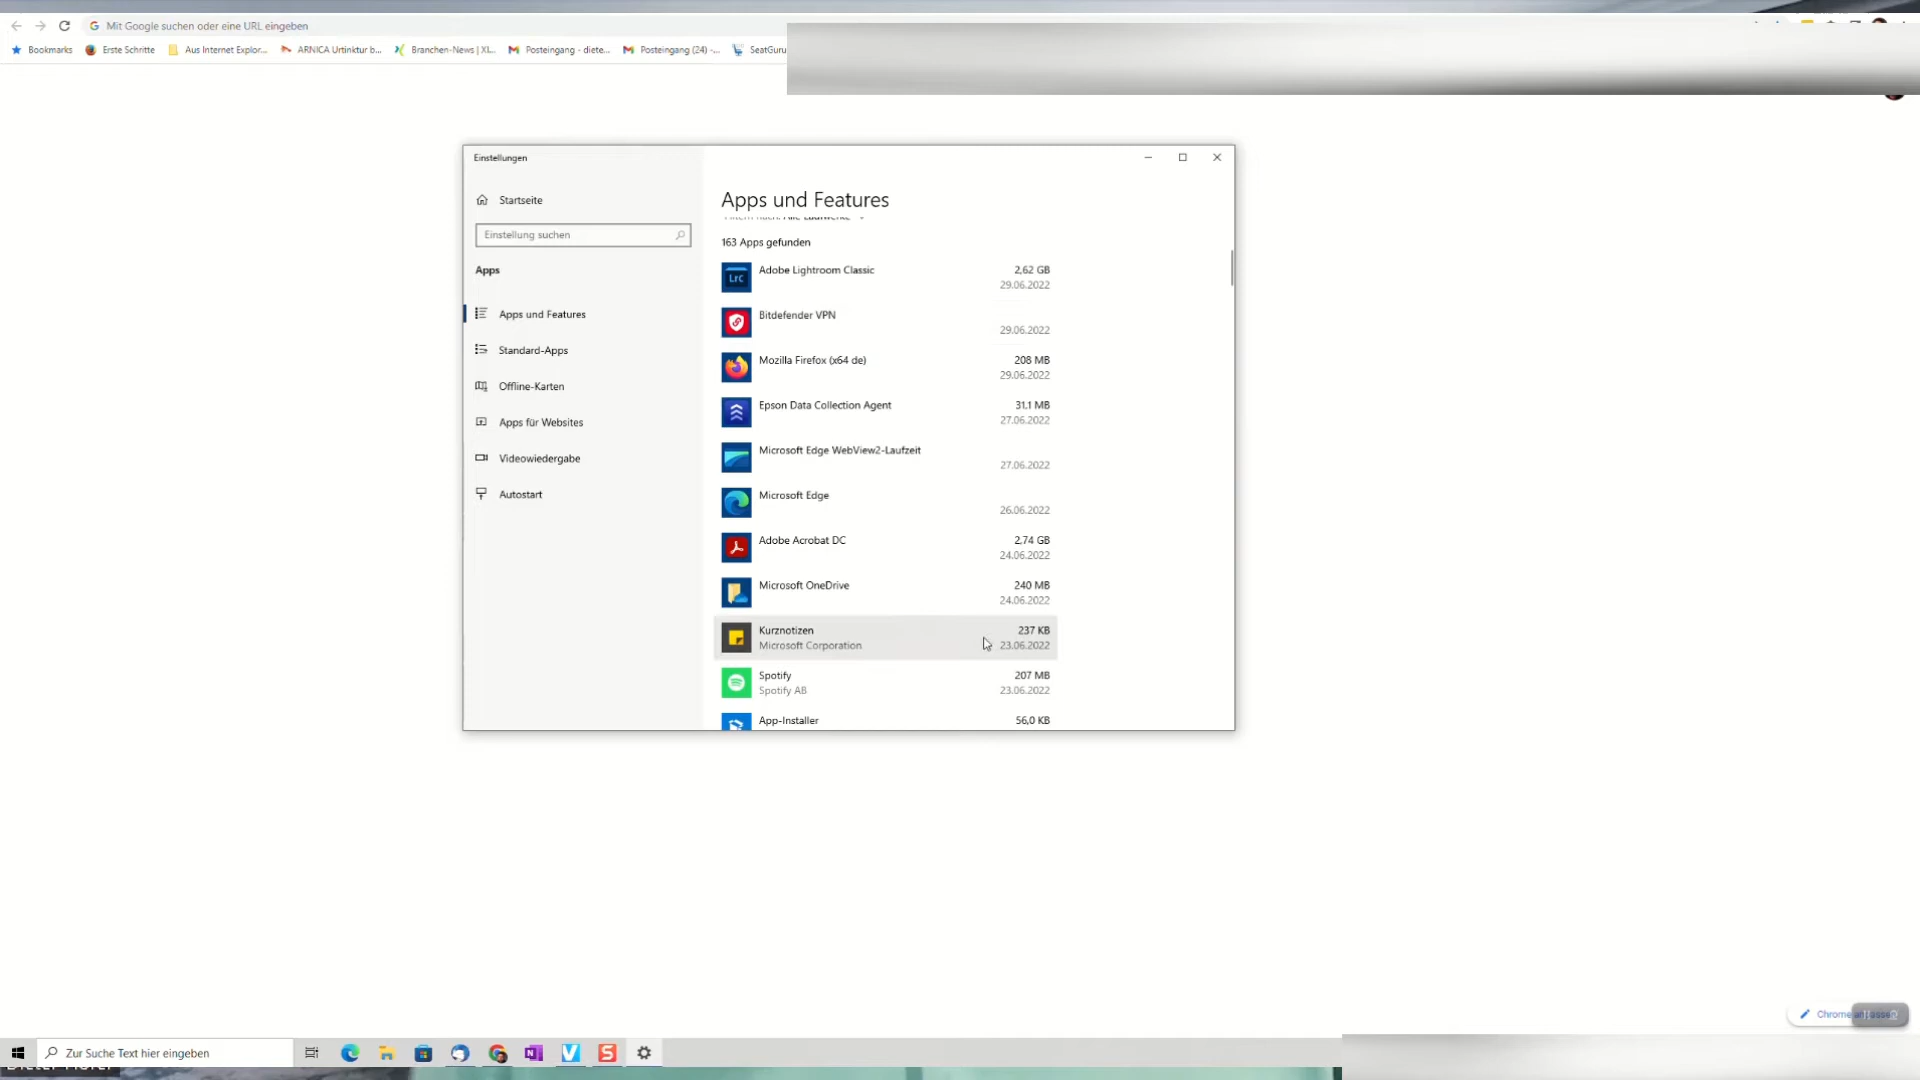 Mit Google suchen oder eine URL eingeben
Bookmarks
Erste Schritte
Aus Internet Explor...
ARNICA Urtinktur b...
Branchen-News | XI...
Posteingang - diete...
Posteingang (24) -...
SeatGuru
Einstellungen
Startseite
Einstellung suchen
Apps
Apps und Features
Standard-Apps
Offline-Karten
Apps für Websites
Videowiedergabe
Autostart
Apps und Features
163 Apps gefunden
Adobe Lightroom Classic 2,62 GB
29.06.2022
Bitdefender VPN
29.06.2022
Mozilla Firefox (x64 de) 208 MB
29.06.2022
Epson Data Collection Agent 31,1 MB
27.06.2022
Microsoft Edge WebView2-Laufzeit
27.06.2022
Microsoft Edge
26.06.2022
Adobe Acrobat DC 2,74 GB
24.06.2022
Microsoft OneDrive 240 MB
24.06.2022
Kurznotizen 237 KB
Microsoft Corporation 23.06.2022
Spotify 207 MB
Spotify AB 23.06.2022
App-Installer 56,0 KB
Chrome
Zur Suche Text hier eingeben